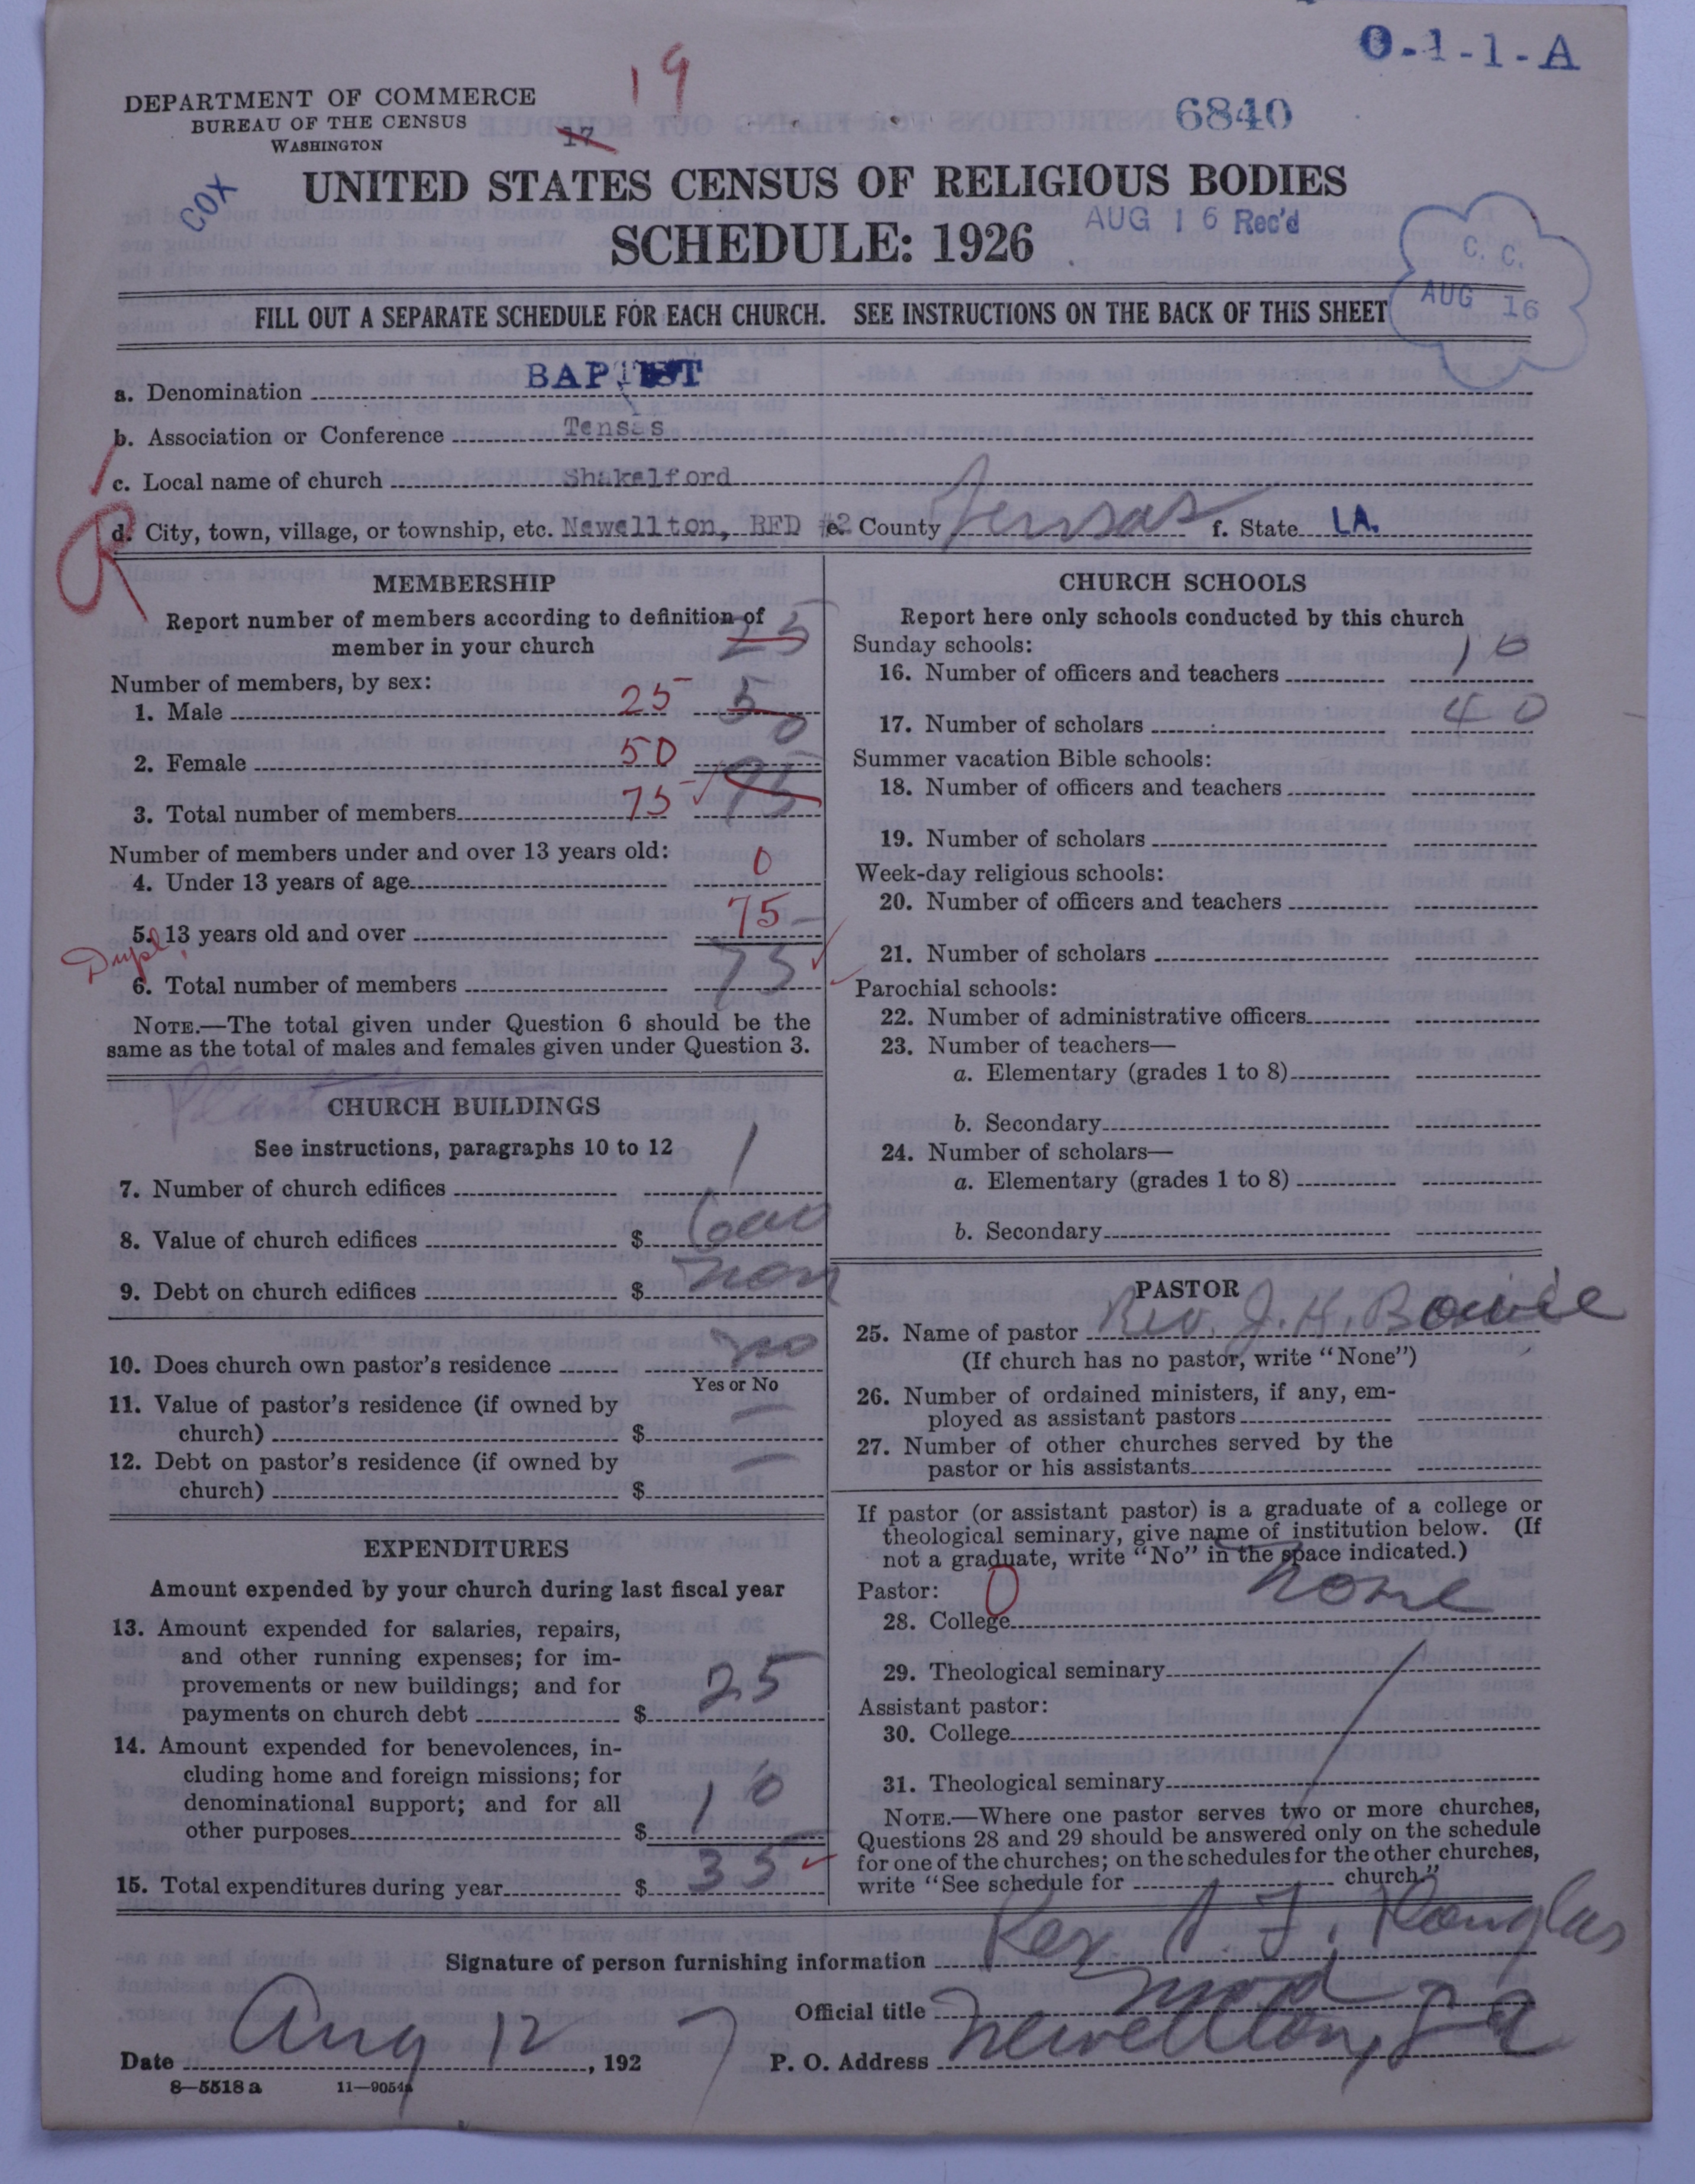 0-1-1-A
19
DEPARTMENT OF COMMERCE
BUREAU OF THE CENSUS
WASHINGTON
17
6840
COX
UNITED STATES CENSUS OF RELIGIOUS BODIES
AUG 16 Rec'd
SCHEDULE: 1926
C. C.
AUG 16
FILL OUT A SEPARATE SCHEDULE FOR EACH CHURCH. SEE INSTRUCTIONS ON THE BACK OF THIS SHEET
a. Denomination BAPTIST
b. Association or Conference Tensas
c. Local name of church Shakelford
d. City, town, village, or township, etc. Newellton, RFD #2 e. County Tensas f. State LA.
R
MEMBERSHIP
Report number of members according to definition of
member in your church
25
Number of members, by sex:
1. Male 25 50
2. Female 50
3. Total number of members 75 75
Number of members under and over 13 years old:
4. Under 13 years of age 0
5. 13 years old and over 75
Dupl.
6. Total number of members 75
NOTE.—The total given under Question 6 should be the
same as the total of males and females given under Question 3.
CHURCH BUILDINGS
See instructions, paragraphs 10 to 12
7. Number of church edifices 1
8. Value of church edifices $ 600
9. Debt on church edifices $ non
10. Does church own pastor's residence no
Yes or No
11. Value of pastor's residence (if owned by
church) $ —
12. Debt on pastor's residence (if owned by
church) $ —
EXPENDITURES
Amount expended by your church during last fiscal year
13. Amount expended for salaries, repairs,
and other running expenses; for im-
provements or new buildings; and for
payments on church debt $ 25
14. Amount expended for benevolences, in-
cluding home and foreign missions; for
denominational support; and for all
other purposes $ 10
15. Total expenditures during year $ 35
CHURCH SCHOOLS
Report here only schools conducted by this church
Sunday schools:
16. Number of officers and teachers 10
17. Number of scholars 40
Summer vacation Bible schools:
18. Number of officers and teachers
19. Number of scholars
Week-day religious schools:
20. Number of officers and teachers
21. Number of scholars
Parochial schools:
22. Number of administrative officers
23. Number of teachers—
a. Elementary (grades 1 to 8)
b. Secondary
24. Number of scholars—
a. Elementary (grades 1 to 8)
b. Secondary
PASTOR
25. Name of pastor Rev. J. H. Bowie
(If church has no pastor, write "None")
26. Number of ordained ministers, if any, em-
ployed as assistant pastors
27. Number of other churches served by the
pastor or his assistants
If pastor (or assistant pastor) is a graduate of a college or
theological seminary, give name of institution below. (If
not a graduate, write "No" in the space indicated.)
Pastor: 0
28. College none
29. Theological seminary
Assistant pastor:
30. College
31. Theological seminary
NOTE.—Where one pastor serves two or more churches,
Questions 28 and 29 should be answered only on the schedule
for one of the churches; on the schedules for the other churches,
write "See schedule for church."
Signature of person furnishing information Douglas
Official title mod
Date Aug 12, 1927 P. O. Address Newellton, La
8—5518 a 11—9054a